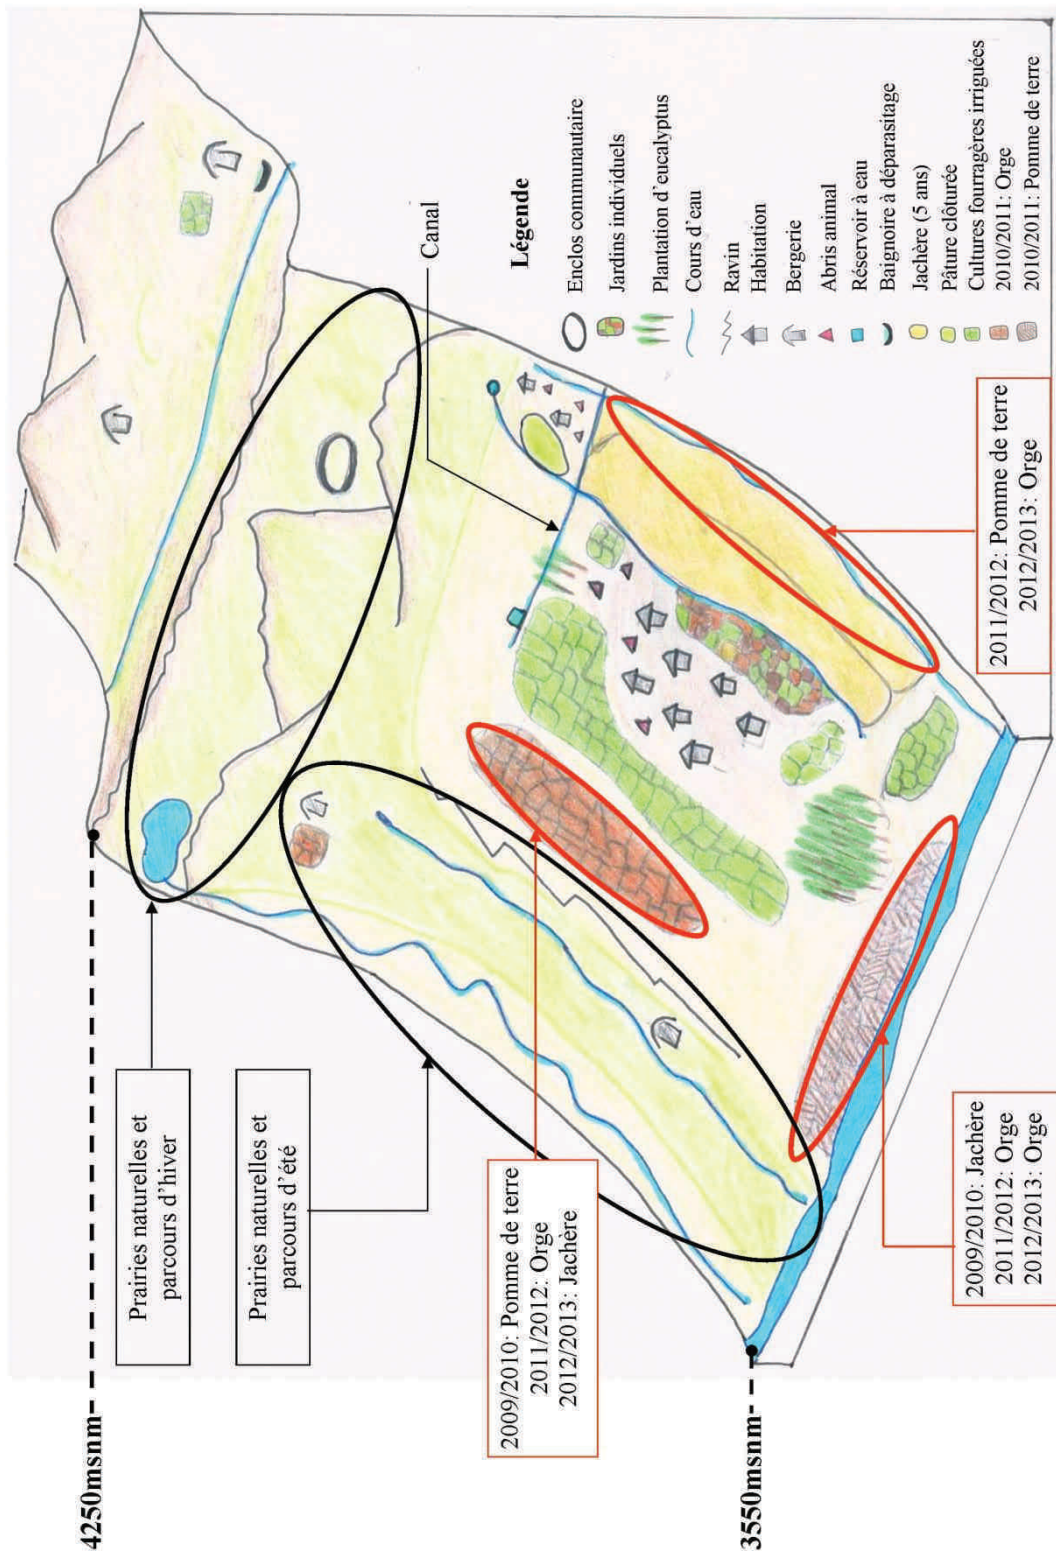 4250msnm
Prairies naturelles et
parcours d'hiver
Prairies naturelles et
parcours d'été
2009/2010: Pomme de terre
2011/2012: Orge
2012/2013: Jachère
3550msnm
2009/2010: Jachère
2011/2012: Orge
2012/2013: Orge
Canal
2011/2012: Pomme de terre
2012/2013: Orge
Légende
Enclos communautaire
Jardins individuels
Plantation d'eucalyptus
Cours d'eau
Ravin
Habitation
Bergerie
Abris animal
Réservoir à eau
Baignoire à déparasitage
Jachère (5 ans)
Pâture clôturée
Cultures fourragères irriguées
2010/2011: Orge
2010/2011: Pomme de terre